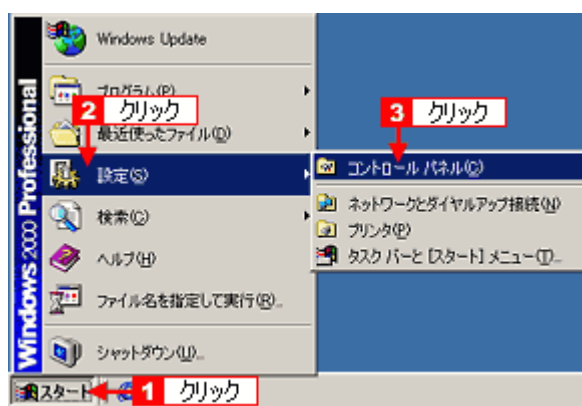 Windows 2000 Professional
Windows Update
プログラム(P)
2 クリック
最近使ったファイル(D)
設定(S)
検索(C)
ヘルプ(H)
ファイル名を指定して実行(R)...
シャットダウン(U)...
3 クリック
コントロール パネル(C)
ネットワークとダイヤルアップ接続(N)
プリンタ(P)
タスク バーと [スタート] メニュー(T)...
スタート
1 クリック